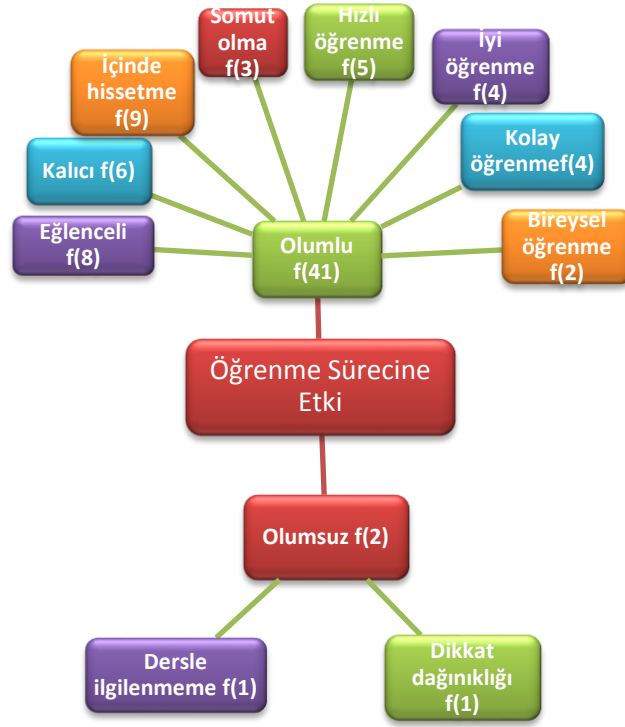 Somut
olma
f(3)
Hızlı
öğrenme
f(5)
İyi
öğrenme
f(4)
İçinde
hissetme
f(9)
Kolay
öğrenmef(4)
Kalıcı f(6)
Eğlenceli
f(8)
Olumlu
f(41)
Bireysel
öğrenme
f(2)
Öğrenme Sürecine
Etki
Olumsuz f(2)
Dersle
ilgilenmeme f(1)
Dikkat
dağınıklığı
f(1)